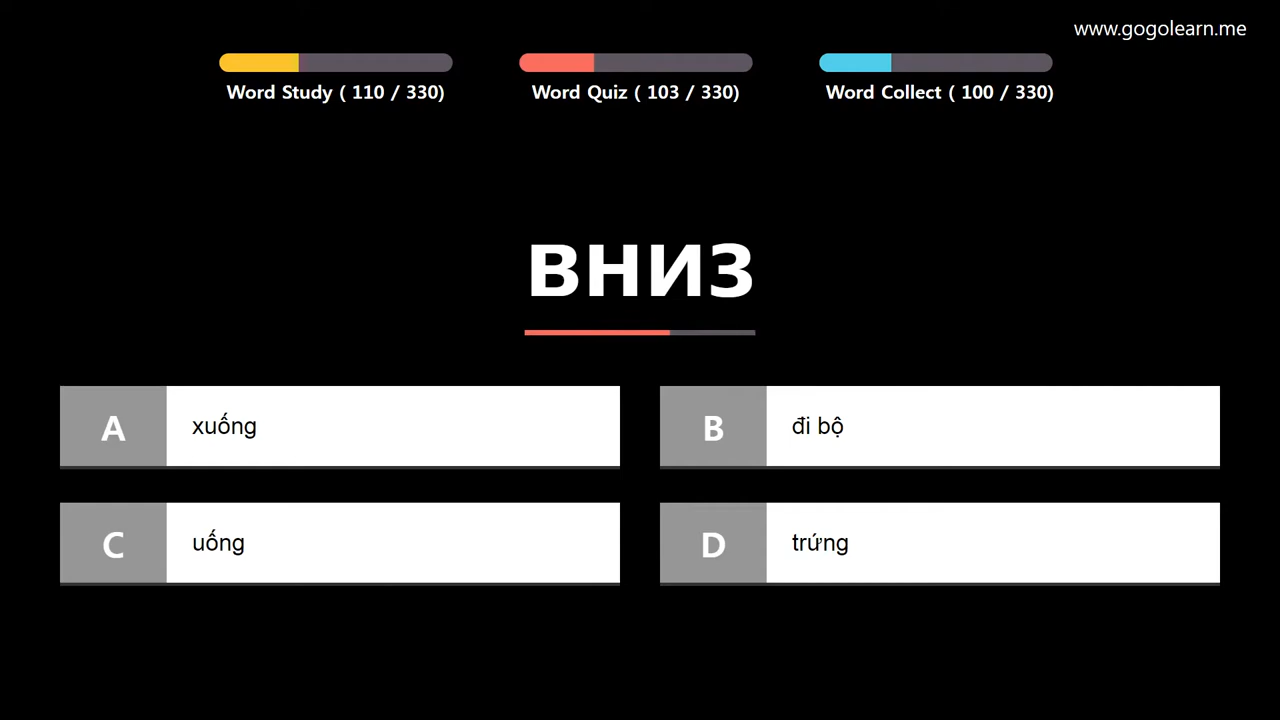 www.gogolearn.me
Word Study ( 110 / 330)
Word Quiz ( 103 / 330)
Word Collect ( 100 / 330)
вниз
A xuống
B đi bộ
C uống
D trứng